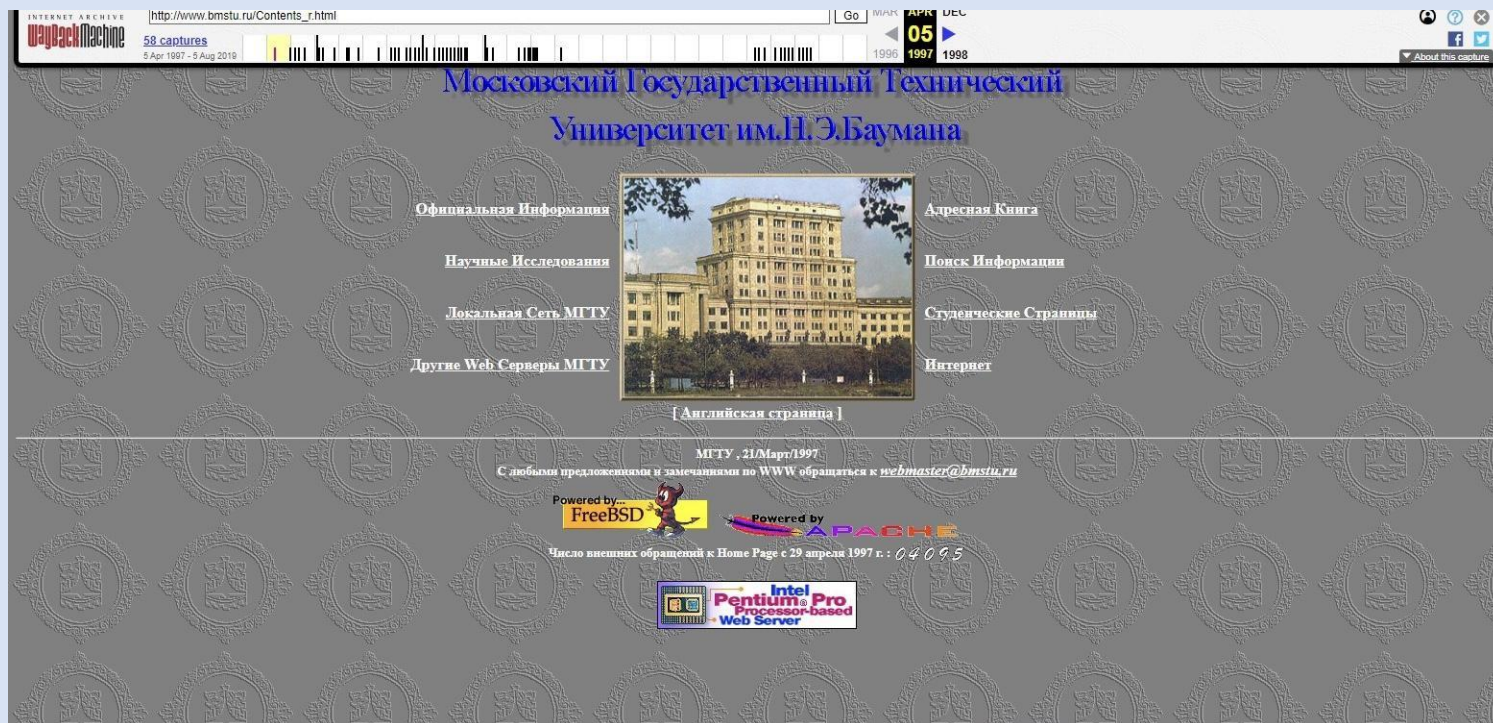 INTERNET ARCHIVE
WayBackMachine
http://www.bmstu.ru/Contents_r.html
Go
MAR APR DEC
58 captures
05
5 Apr 1997 - 5 Aug 2019
1996 1997 1998
About this capture
Московский Государственный Технический
Университет им.Н.Э.Баумана
Официальная Информация
Адресная Книга
Научные Исследования
Поиск Информации
Локальная Сеть МГТУ
Студенческие Страницы
Другие Web Серверы МГТУ
Интернет
[ Английская страница ]
МГТУ , 21/Март/1997
С любыми предложениями и замечаниями по WWW обращаться к webmaster@bmstu.ru
Powered by...
FreeBSD
Powered by
APACHE
Число внешних обращений к Home Page с 29 апреля 1997 г. : 04095
Intel
Pentium® Pro
Processor-based
Web Server